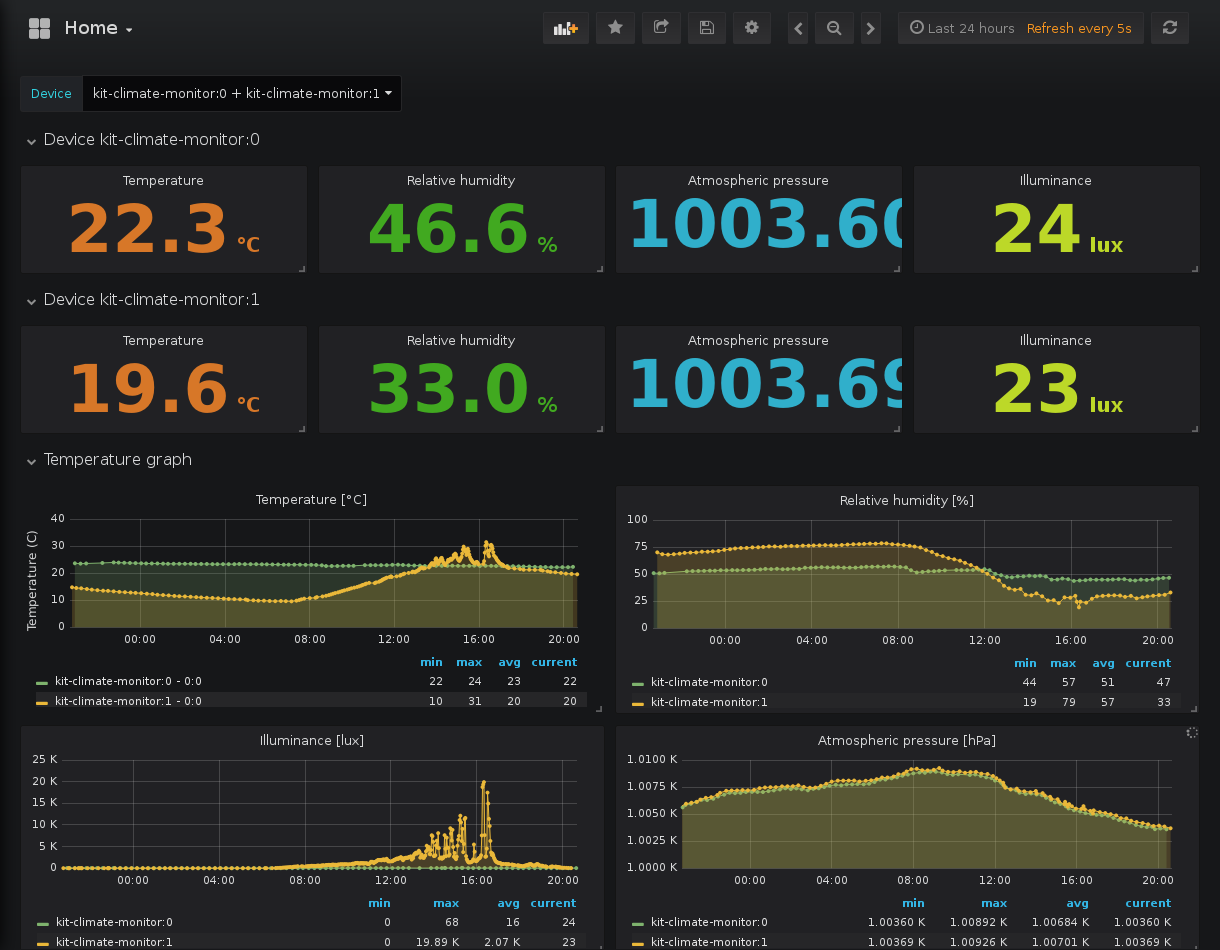 Home
Last 24 hours Refresh every 5s
Device kit-climate-monitor:0 + kit-climate-monitor:1
Device kit-climate-monitor:0
Temperature Relative humidity Atmospheric pressure Illuminance
22.3 °C 46.6 % 1003.60 24 lux
Device kit-climate-monitor:1
Temperature Relative humidity Atmospheric pressure Illuminance
19.6 °C 33.0 % 1003.69 23 lux
Temperature graph
Temperature [°C]
Temperature (C)
40
30
20
10
0
00:00 04:00 08:00 12:00 16:00 20:00
min max avg current
kit-climate-monitor:0 - 0:0 22 24 23 22
kit-climate-monitor:1 - 0:0 10 31 20 20
Relative humidity [%]
100
75
50
25
0
00:00 04:00 08:00 12:00 16:00 20:00
min max avg current
kit-climate-monitor:0 44 57 51 47
kit-climate-monitor:1 19 79 57 33
Illuminance [lux]
25 K
20 K
15 K
10 K
5 K
0
00:00 04:00 08:00 12:00 16:00 20:00
min max avg current
kit-climate-monitor:0 0 68 16 24
kit-climate-monitor:1 0 19.89 K 2.07 K 23
Atmospheric pressure [hPa]
1.0100 K
1.0075 K
1.0050 K
1.0025 K
1.0000 K
00:00 04:00 08:00 12:00 16:00 20:00
min max avg current
kit-climate-monitor:0 1.00360 K 1.00892 K 1.00684 K 1.00360 K
kit-climate-monitor:1 1.00369 K 1.00926 K 1.00701 K 1.00369 K